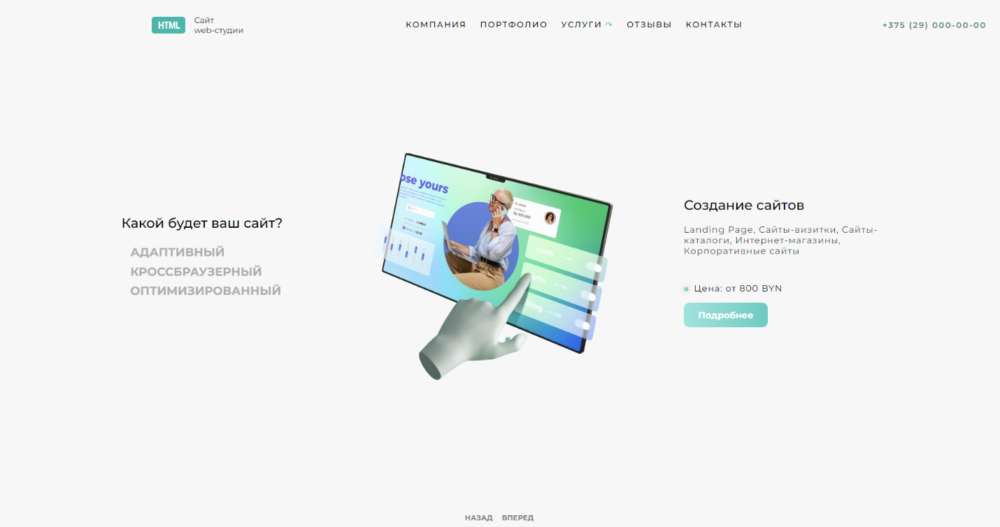 HTML
Сайт
web-студии
КОМПАНИЯ ПОРТФОЛИО УСЛУГИ ОТЗЫВЫ КОНТАКТЫ
+375 (29) 000-00-00
Какой будет ваш сайт?
АДАПТИВНЫЙ
КРОССБРАУЗЕРНЫЙ
ОПТИМИЗИРОВАННЫЙ
ose yours
.com
.info
.blog
Создание сайтов
Landing Page, Сайты-визитки, Сайты-
каталоги, Интернет-магазины,
Корпоративные сайты
Цена: от 800 BYN
Подробнее
НАЗАД ВПЕРЕД